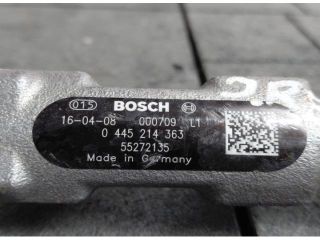 015 BOSCH
16-04-08 000709 L1
0 445 214 363
55272135
Made in Germany